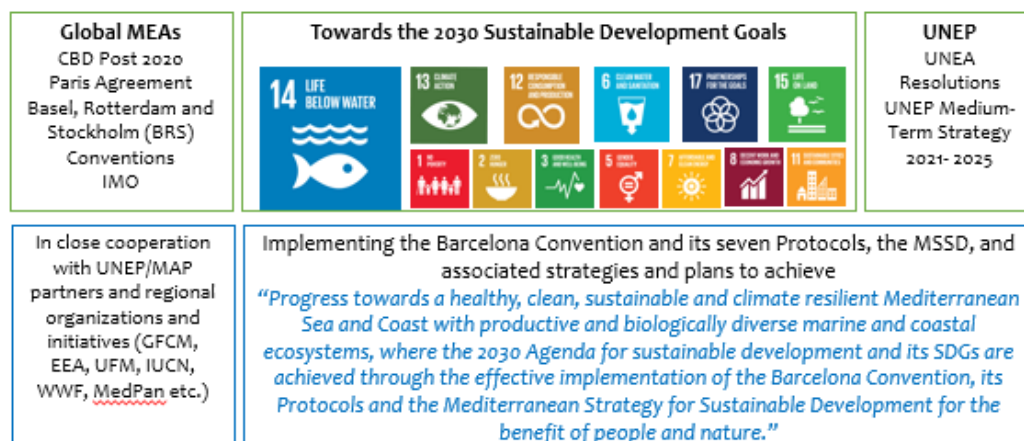 Global MEAs
CBD Post 2020
Paris Agreement
Basel, Rotterdam and
Stockholm (BRS)
Conventions
IMO
Towards the 2030 Sustainable Development Goals
14 LIFE
BELOW WATER
13 CLIMATE
ACTION
12 RESPONSIBLE
CONSUMPTION
AND PRODUCTION
6 CLEAN WATER
AND SANITATION
17 PARTNERSHIPS
FOR THE GOALS
15 LIFE
ON LAND
1 NO
POVERTY
2 ZERO
HUNGER
3 GOOD HEALTH
AND WELL-BEING
5 GENDER
EQUALITY
7 AFFORDABLE AND
CLEAN ENERGY
8 DECENT WORK AND
ECONOMIC GROWTH
11 SUSTAINABLE CITIES
AND COMMUNITIES
UNEP
UNEA
Resolutions
UNEP Medium-
Term Strategy
2021- 2025
In close cooperation
with UNEP/MAP
partners and regional
organizations and
initiatives (GFCM,
EEA, UFM, IUCN,
WWF, MedPan etc.)
Implementing the Barcelona Convention and its seven Protocols, the MSSD, and
associated strategies and plans to achieve
“Progress towards a healthy, clean, sustainable and climate resilient Mediterranean
Sea and Coast with productive and biologically diverse marine and coastal
ecosystems, where the 2030 Agenda for sustainable development and its SDGs are
achieved through the effective implementation of the Barcelona Convention, its
Protocols and the Mediterranean Strategy for Sustainable Development for the
benefit of people and nature.”